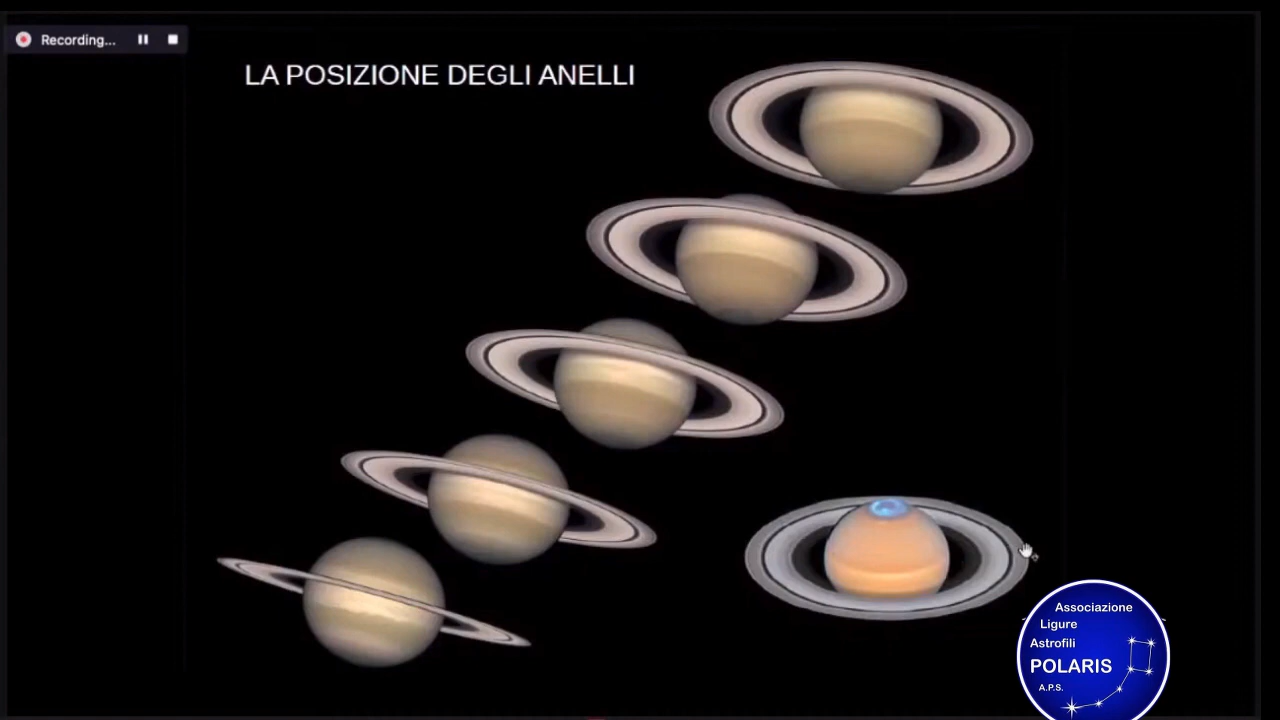 Recording...
LA POSIZIONE DEGLI ANELLI
Associazione
Ligure
Astrofili
POLARIS
A.P.S.